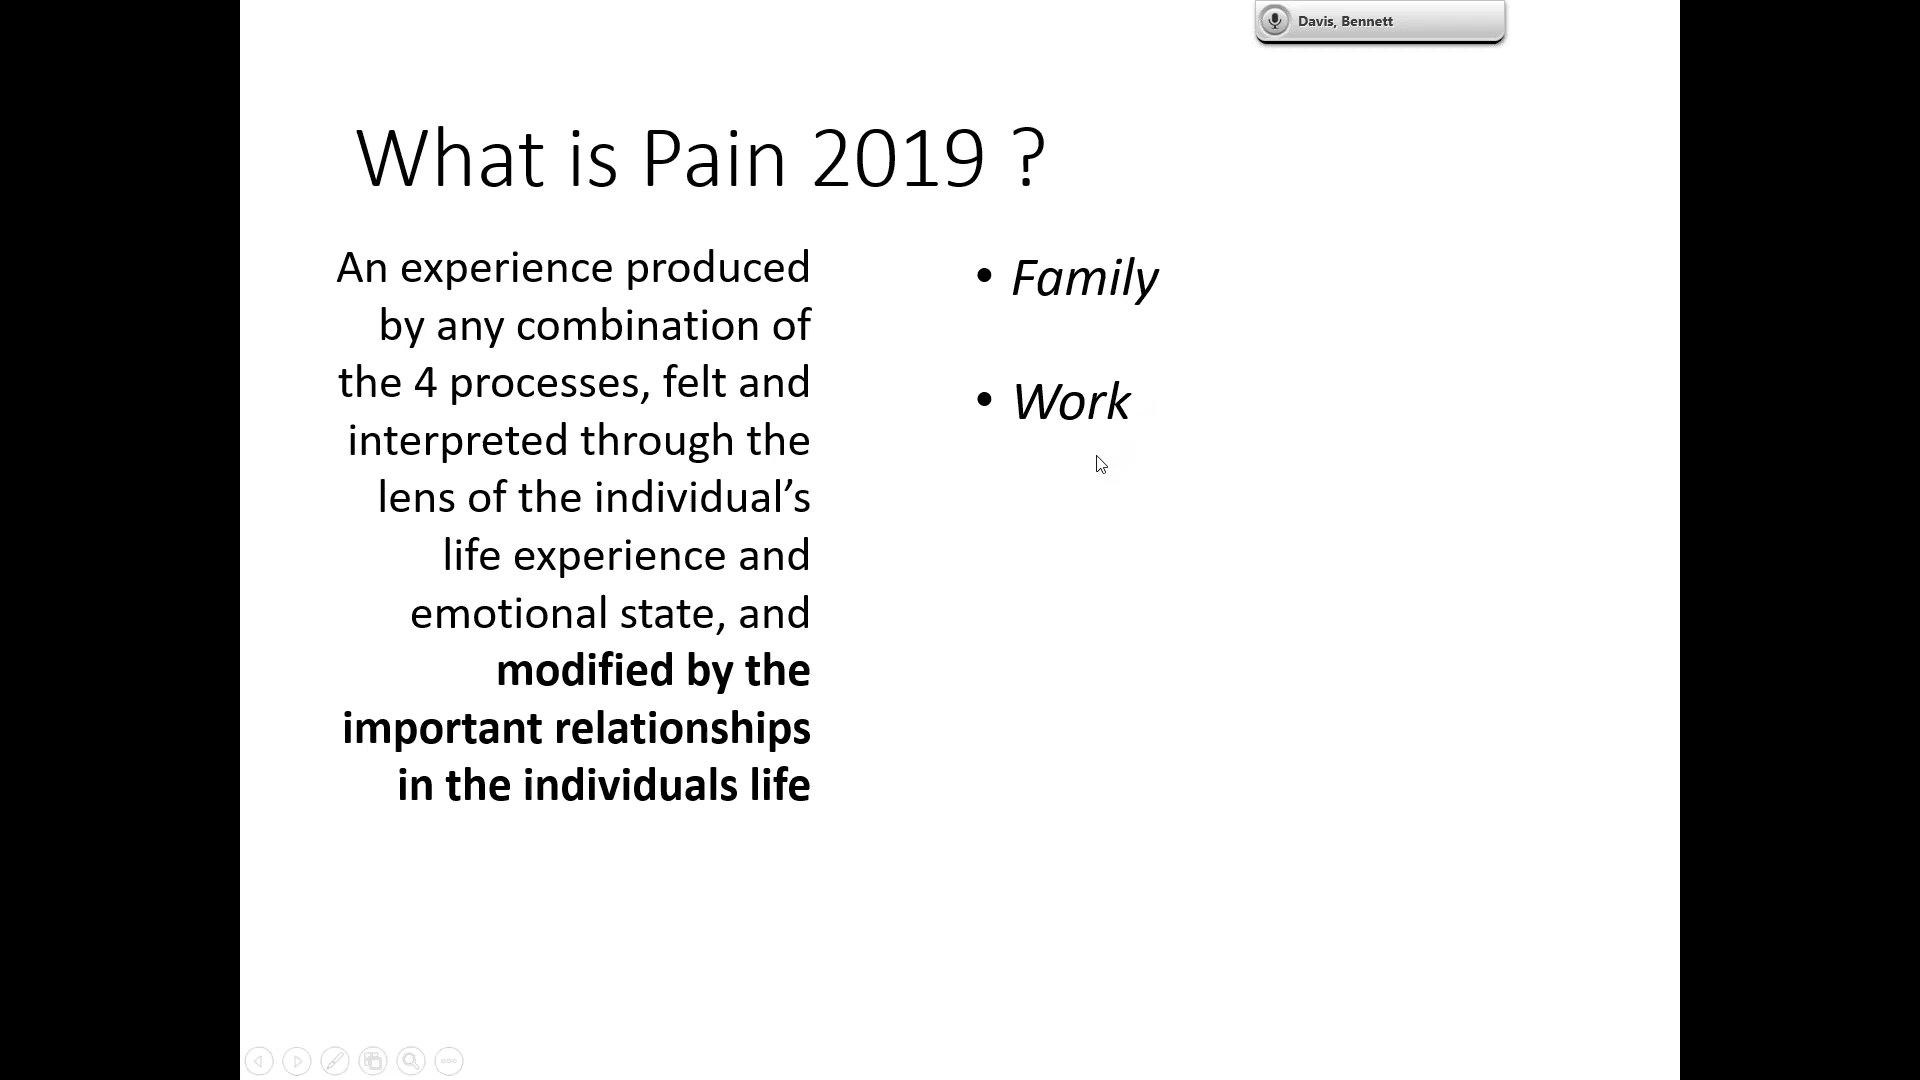 Davis, Bennett
What is Pain 2019 ?
An experience produced
by any combination of
the 4 processes, felt and
interpreted through the
lens of the individual’s
life experience and
emotional state, and
modified by the
important relationships
in the individuals life
• Family
• Work